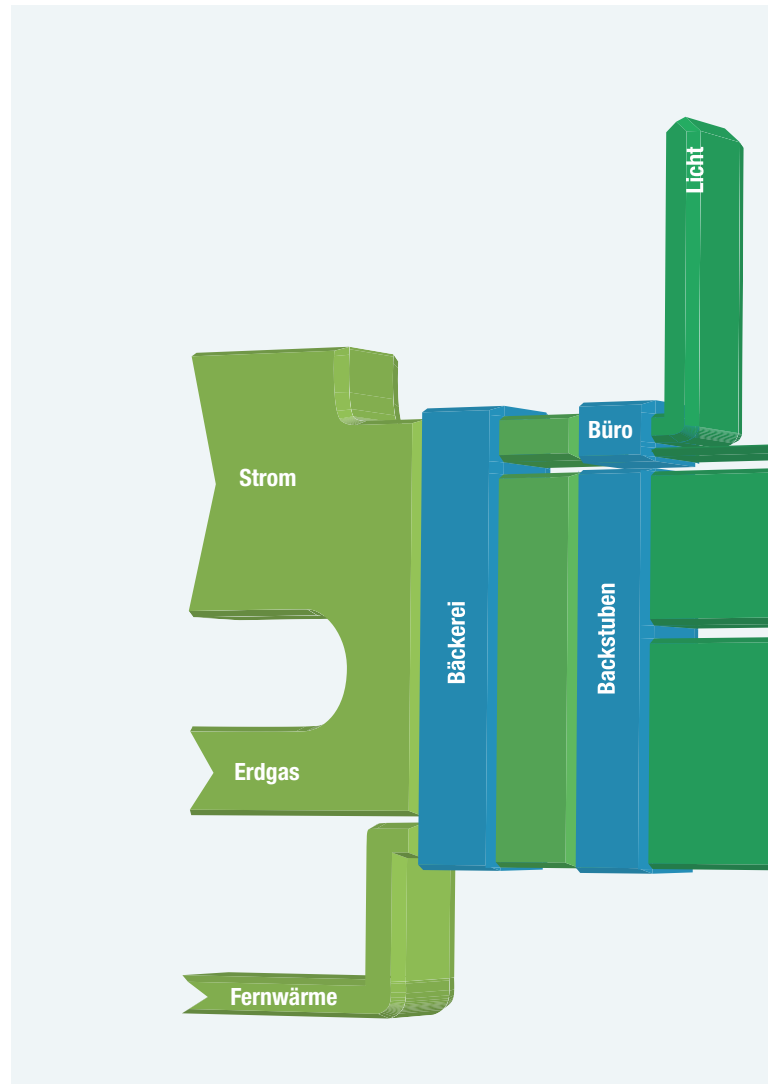 Licht
Büro
Strom
Bäckerei
Backstuben
Erdgas
Fernwärme